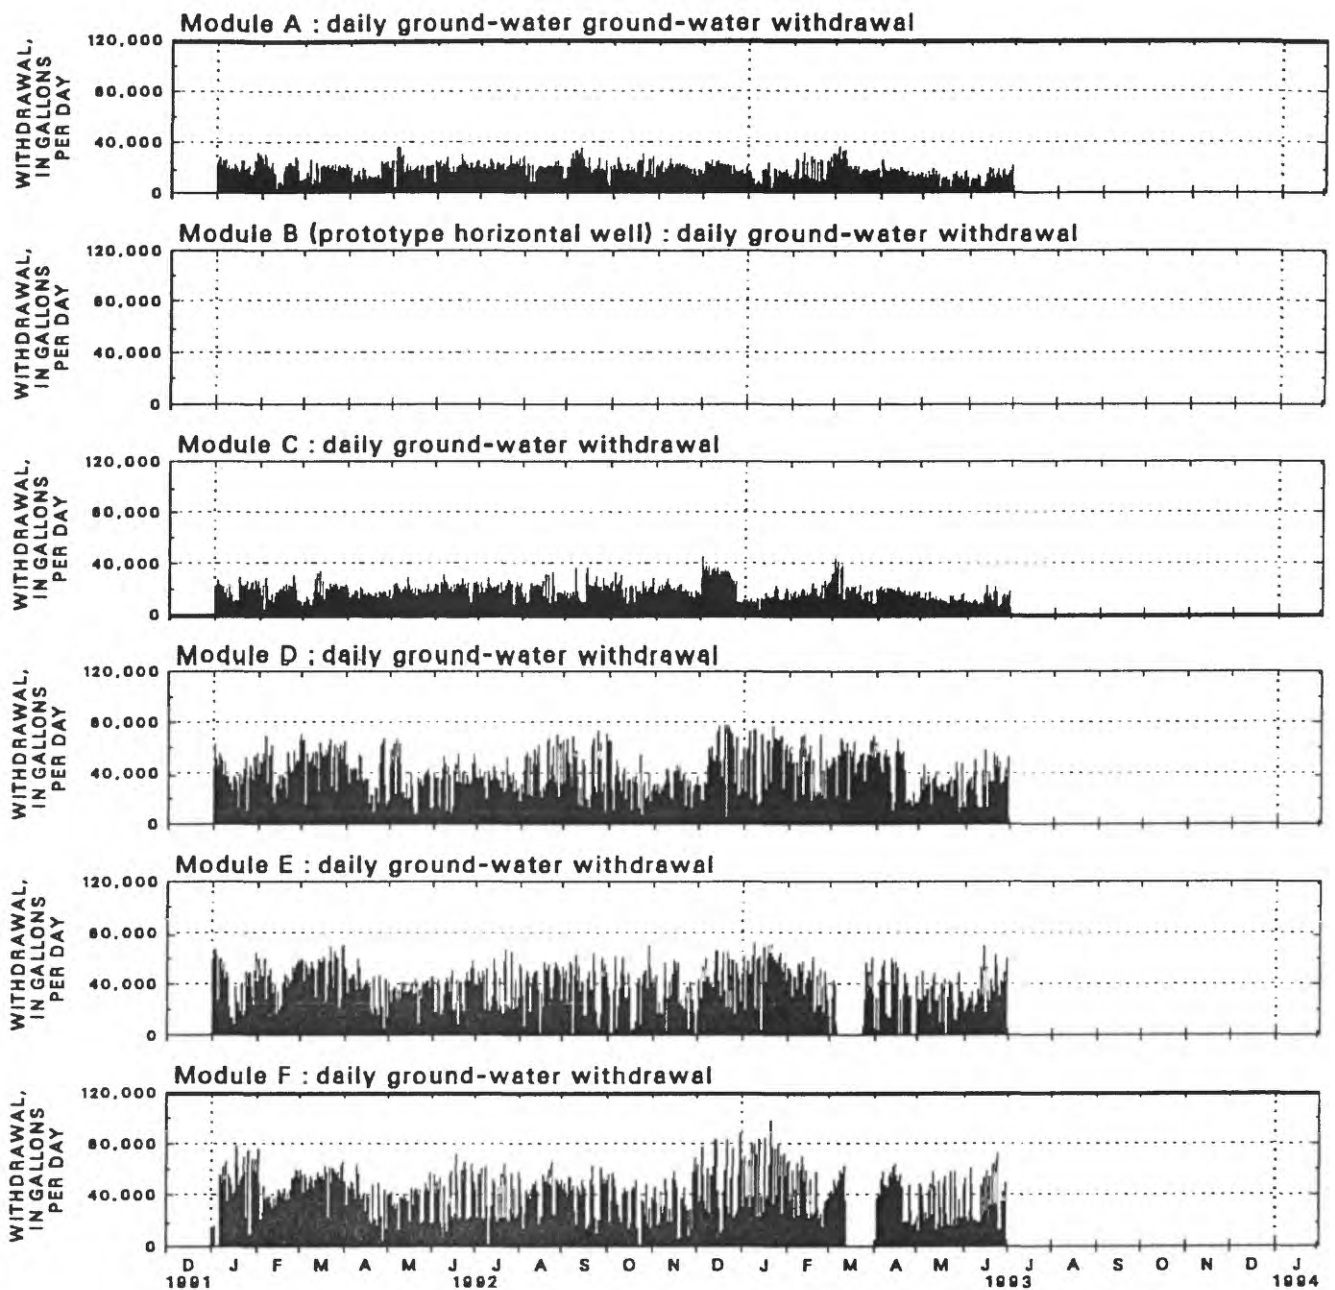 Module A : daily ground-water ground-water withdrawal
WITHDRAWAL,
IN GALLONS
PER DAY
120,000
80,000
40,000
0
Module B (prototype horizontal well) : daily ground-water withdrawal
WITHDRAWAL,
IN GALLONS
PER DAY
120,000
80,000
40,000
0
Module C : daily ground-water withdrawal
WITHDRAWAL,
IN GALLONS
PER DAY
120,000
80,000
40,000
0
Module D : daily ground-water withdrawal
WITHDRAWAL,
IN GALLONS
PER DAY
120,000
80,000
40,000
0
Module E : daily ground-water withdrawal
WITHDRAWAL,
IN GALLONS
PER DAY
120,000
80,000
40,000
0
Module F : daily ground-water withdrawal
WITHDRAWAL,
IN GALLONS
PER DAY
120,000
80,000
40,000
0
D J F M A M J J A S O N D J F M A M J J A S O N D J
1991 1992 1993 1994